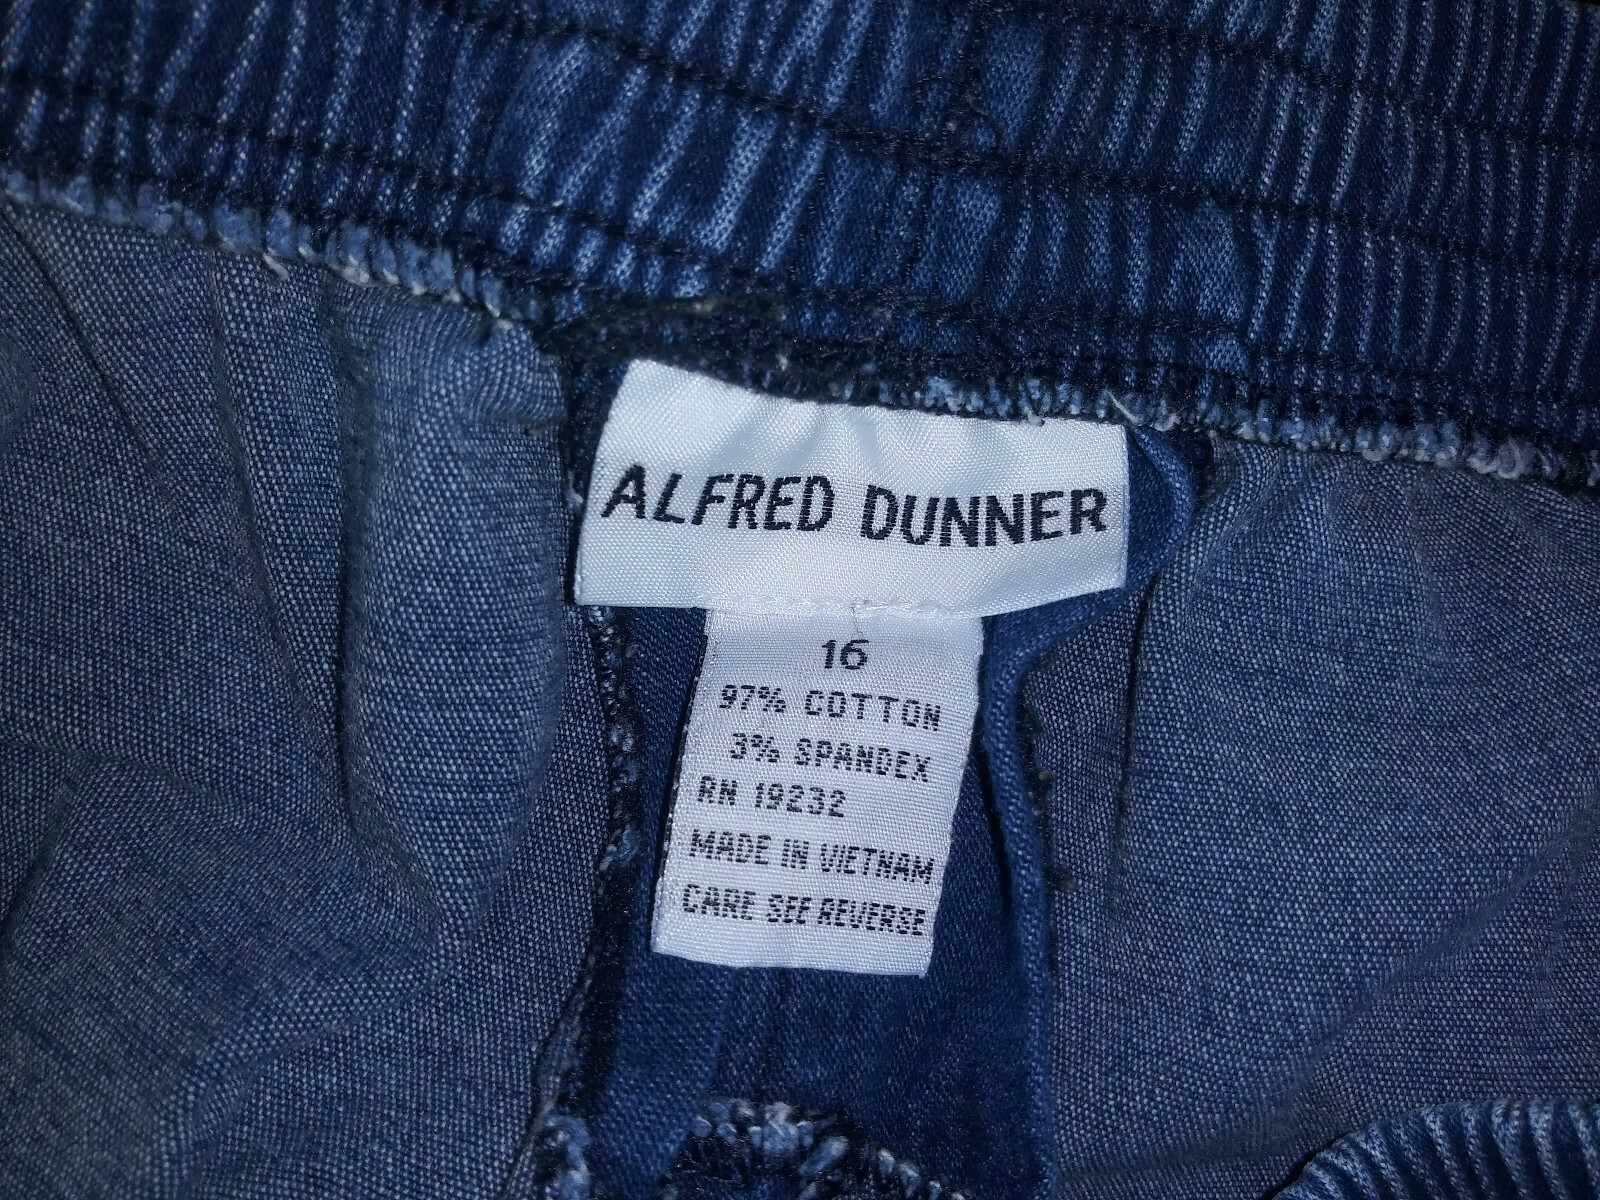 ALFRED DUNNER
16
97% COTTON
3% SPANDEX
RN 19232
MADE IN VIETNAM
CARE SEE REVERSE